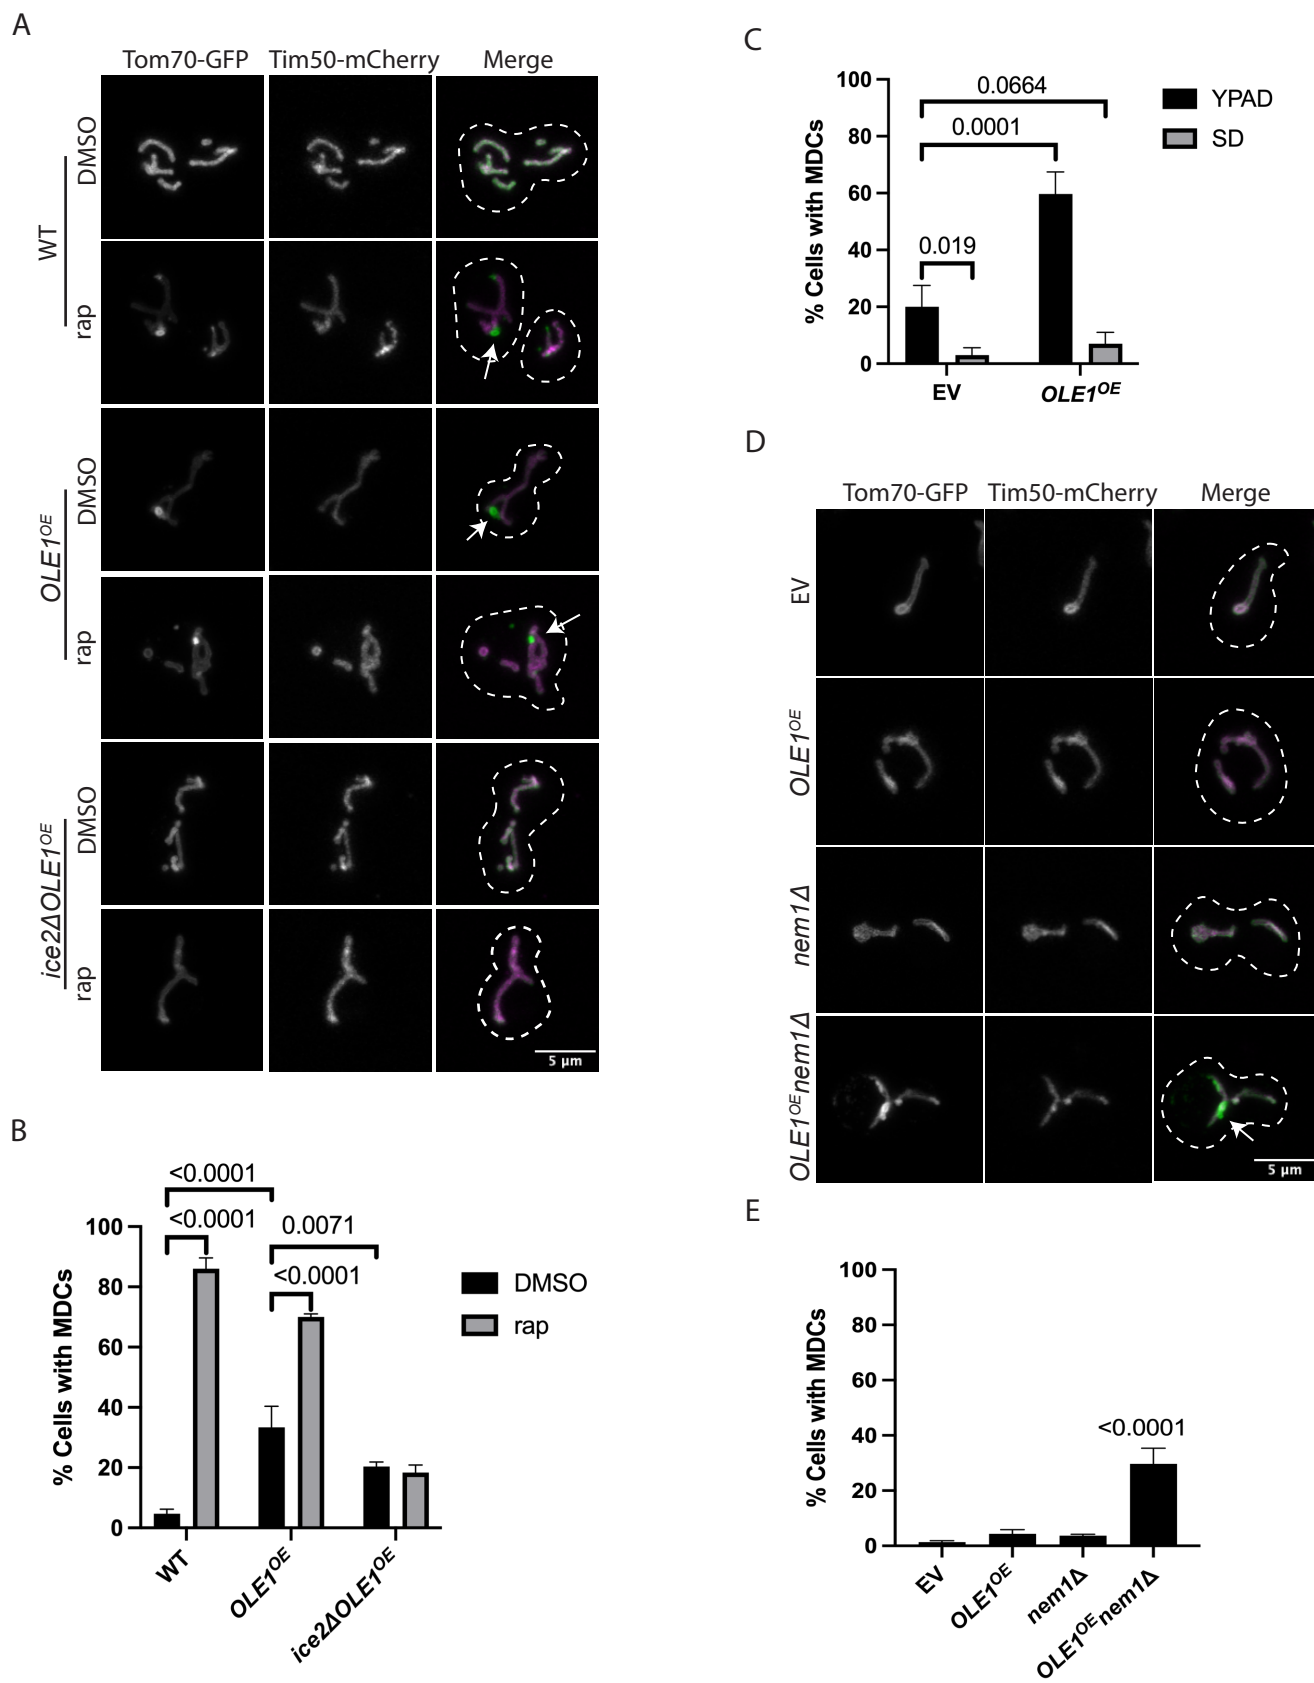 A
Tom70-GFP Tim50-mCherry Merge
WT
DMSO
rap
OLE1OE
DMSO
rap
ice2ΔOLE1OE
DMSO
rap
5 μm
B
% Cells with MDCs
100
80
60
40
20
0
<0.0001
<0.0001
0.0071
<0.0001
DMSO
rap
WT
OLE1OE
ice2ΔOLE1OE
C
% Cells with MDCs
100
80
60
40
20
0
0.0664
0.0001
0.019
YPAD
SD
EV
OLE1OE
D
Tom70-GFP Tim50-mCherry Merge
EV
OLE1OE
nem1Δ
OLE1OEnem1Δ
5 μm
E
% Cells with MDCs
100
80
60
40
20
0
<0.0001
EV
OLE1OE
nem1Δ
OLE1OEnem1Δ